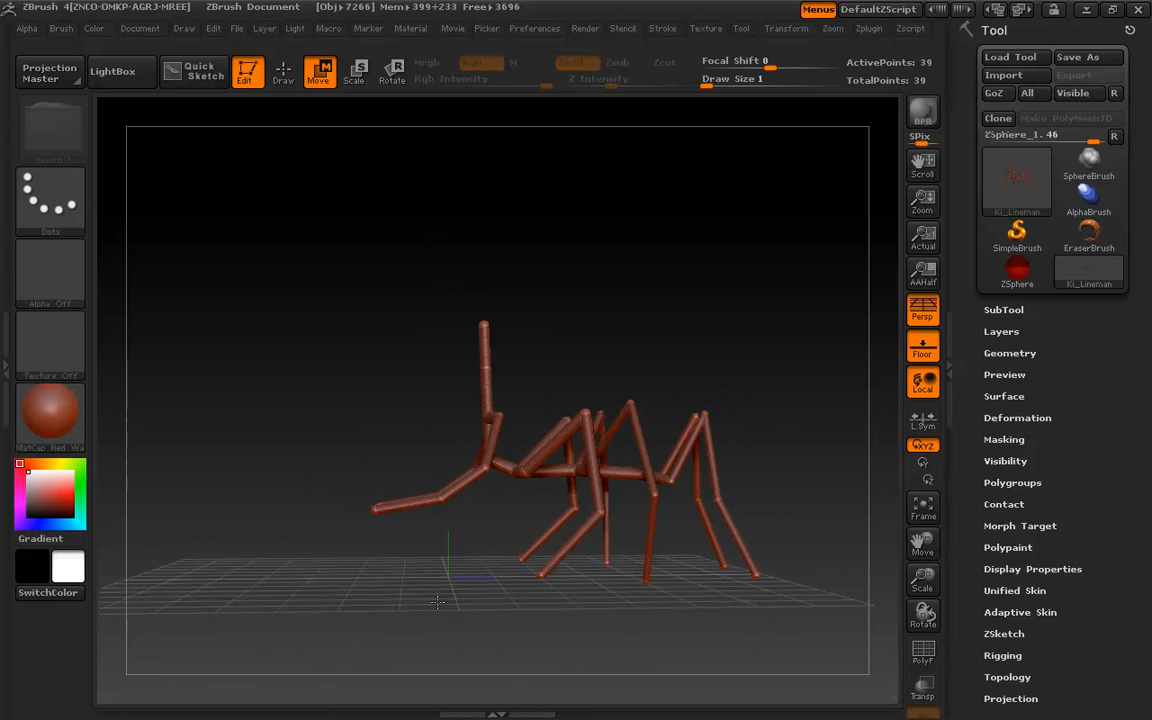 ZBrush 4[ZNCO-OMKP-AGRJ-MREE] ZBrush Document [Obj▸7266] Mem▸399+233 Free▸3696 Menus DefaultZScript
Alpha Brush Color Document Draw Edit File Layer Light Macro Marker Material Movie Picker Preferences Render Stencil Stroke Texture Tool Transform Zoom Zplugin Zscript
Projection Master
LightBox
Quick Sketch
Edit
Draw
Move
Scale
Rotate
Mrgb Rgb M
Rgb Intensity
Zadd Zsub Zcut
Z Intensity
Focal Shift 0
Draw Size 1
ActivePoints: 39
TotalPoints: 39
Sketch 1
Dots
Alpha Off
Texture Off
MatCap Red Wa
Gradient
SwitchColor
BPR
SPix
Scroll
Zoom
Actual
AAHalf
Persp
Floor
Local
L.Sym
XYZ
Y
Z
Frame
Move
Scale
Rotate
PolyF
Transp
Tool
Load Tool Save As
Import Export
GoZ All Visible R
Clone Make PolyMesh3D
ZSphere_1. 46 R
Ki_Lineman
SphereBrush
AlphaBrush
SimpleBrush
EraserBrush
ZSphere
Ki_Lineman
SubTool
Layers
Geometry
Preview
Surface
Deformation
Masking
Visibility
Polygroups
Contact
Morph Target
Polypaint
Display Properties
Unified Skin
Adaptive Skin
ZSketch
Rigging
Topology
Projection